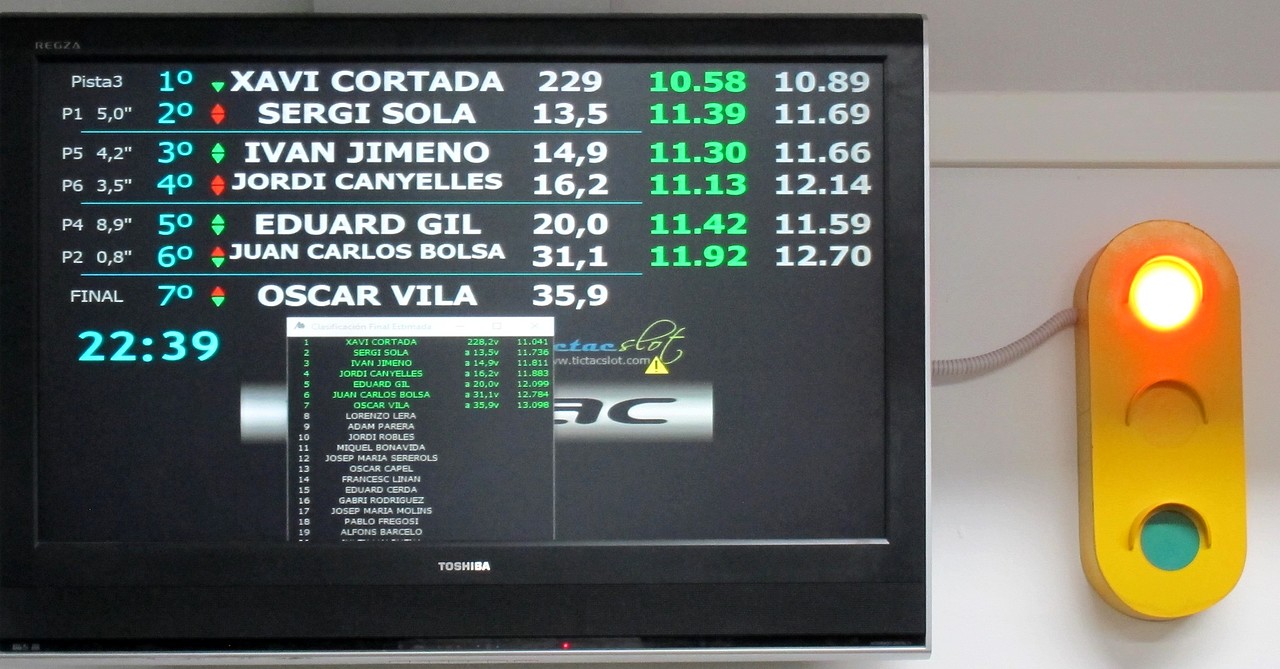 REGZA
Pista3 1º XAVI CORTADA 229 10.58 10.89
P1 5,0" 2º SERGI SOLA 13,5 11.39 11.69
P5 4,2" 3º IVAN JIMENO 14,9 11.30 11.66
P6 3,5" 4º JORDI CANYELLES 16,2 11.13 12.14
P4 8,9" 5º EDUARD GIL 20,0 11.42 11.59
P2 0,8" 6º JUAN CARLOS BOLSA 31,1 11.92 12.70
FINAL 7º OSCAR VILA 35,9
22:39
Clasificación Final Estimada
1 XAVI CORTADA 228,2v 11.041
2 SERGI SOLA a 13,5v 11.736
3 IVAN JIMENO a 14,9v 11.811
4 JORDI CANYELLES a 16,2v 11.883
5 EDUARD GIL a 20,0v 12.099
6 JUAN CARLOS BOLSA a 31,1v 12.784
7 OSCAR VILA a 35,9v 13.098
8 LORENZO LERA
9 ADAM PARERA
10 JORDI ROBLES
11 MIQUEL BONAVIDA
12 JOSEP MARIA SEREROLS
13 OSCAR CAPEL
14 FRANCESC LINAN
15 EDUARD CERDA
16 GABRI RODRIGUEZ
17 JOSEP MARIA MOLINS
18 PABLO FREGOSI
19 ALFONS BARCELO
ctacslot
ww.tictacslot.com
ac
TOSHIBA